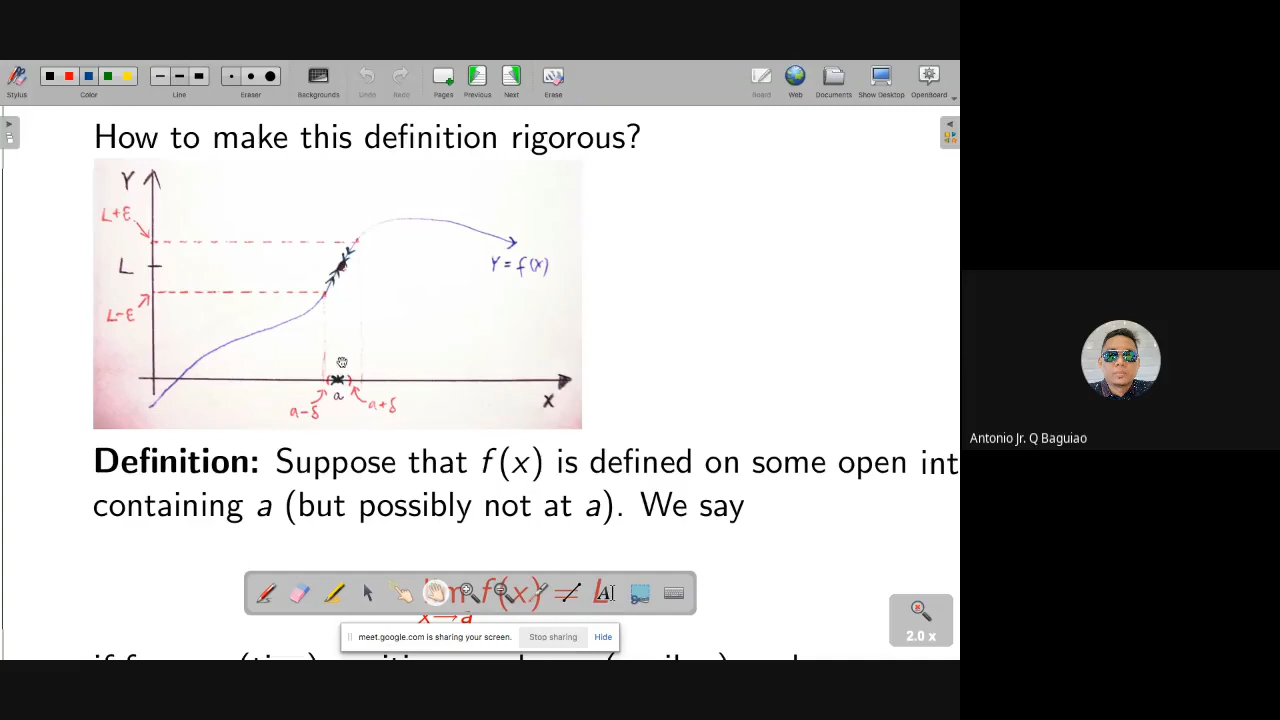 Stylus Color Line Eraser Backgrounds Undo Redo Pages Previous Next Erase Board Web Documents Show Desktop OpenBoard
How to make this definition rigorous?
Y
L+ε
L
L-ε
Y = f(x)
a
a-δ
a+δ
X
Definition: Suppose that f(x) is defined on some open int
containing a (but possibly not at a). We say
f(x) = L
x→a
meet.google.com is sharing your screen. Stop sharing Hide
2.0 x
Antonio Jr. Q Baguiao